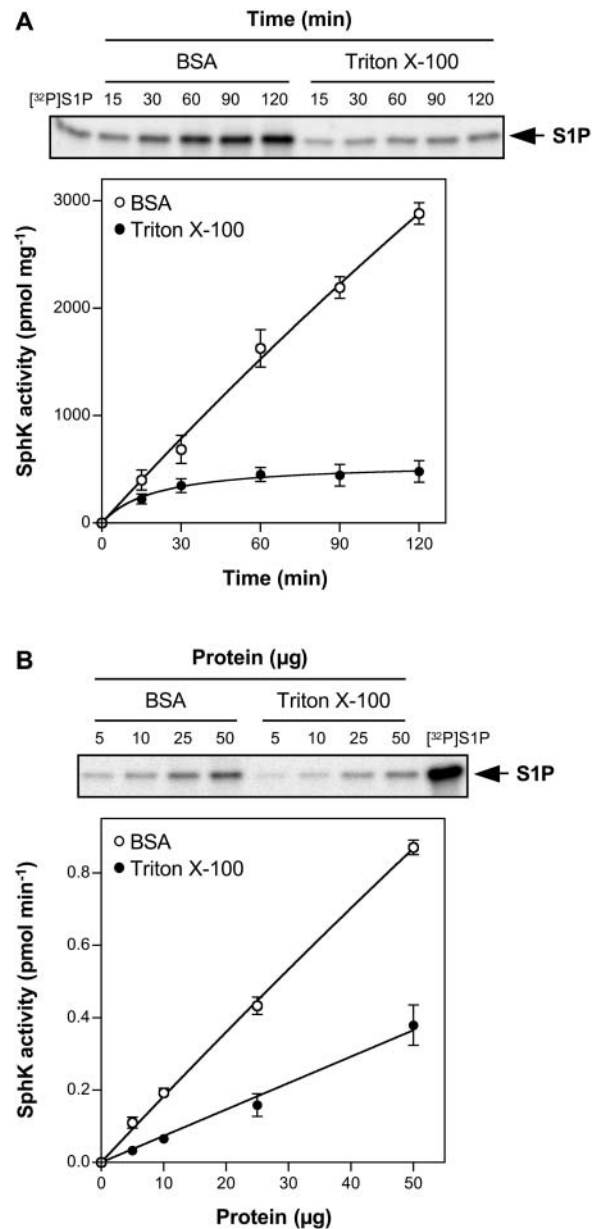 A
Time (min)
BSA Triton X-100
[³²P]S1P 15 30 60 90 120 15 30 60 90 120
S1P
3000
2000
1000
0
BSA
Triton X-100
SphK activity (pmol mg⁻¹)
0 30 60 90 120
Time (min)
B
Protein (µg)
BSA Triton X-100
5 10 25 50 5 10 25 50 [³²P]S1P
S1P
0.8
0.6
0.4
0.2
0.0
BSA
Triton X-100
SphK activity (pmol min⁻¹)
0 10 20 30 40 50
Protein (µg)